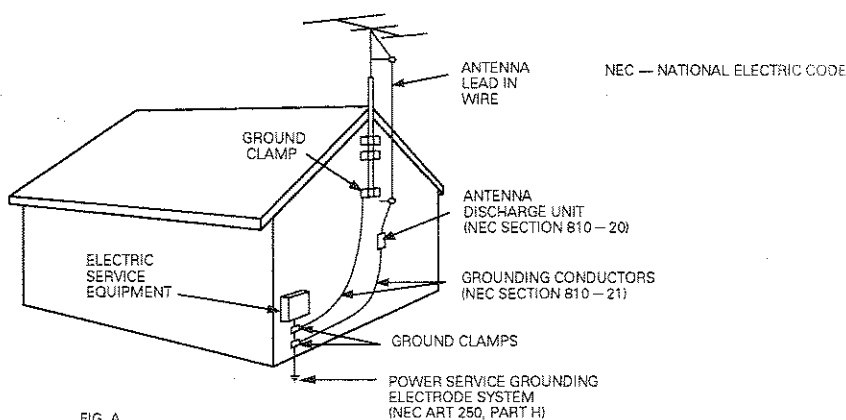 ANTENNA
LEAD IN
WIRE
NEC — NATIONAL ELECTRIC CODE
GROUND
CLAMP
ANTENNA
DISCHARGE UNIT
(NEC SECTION 810 – 20)
ELECTRIC
SERVICE
EQUIPMENT
GROUNDING CONDUCTORS
(NEC SECTION 810 – 21)
GROUND CLAMPS
POWER SERVICE GROUNDING
ELECTRODE SYSTEM
(NEC ART 250, PART H)
FIG. A